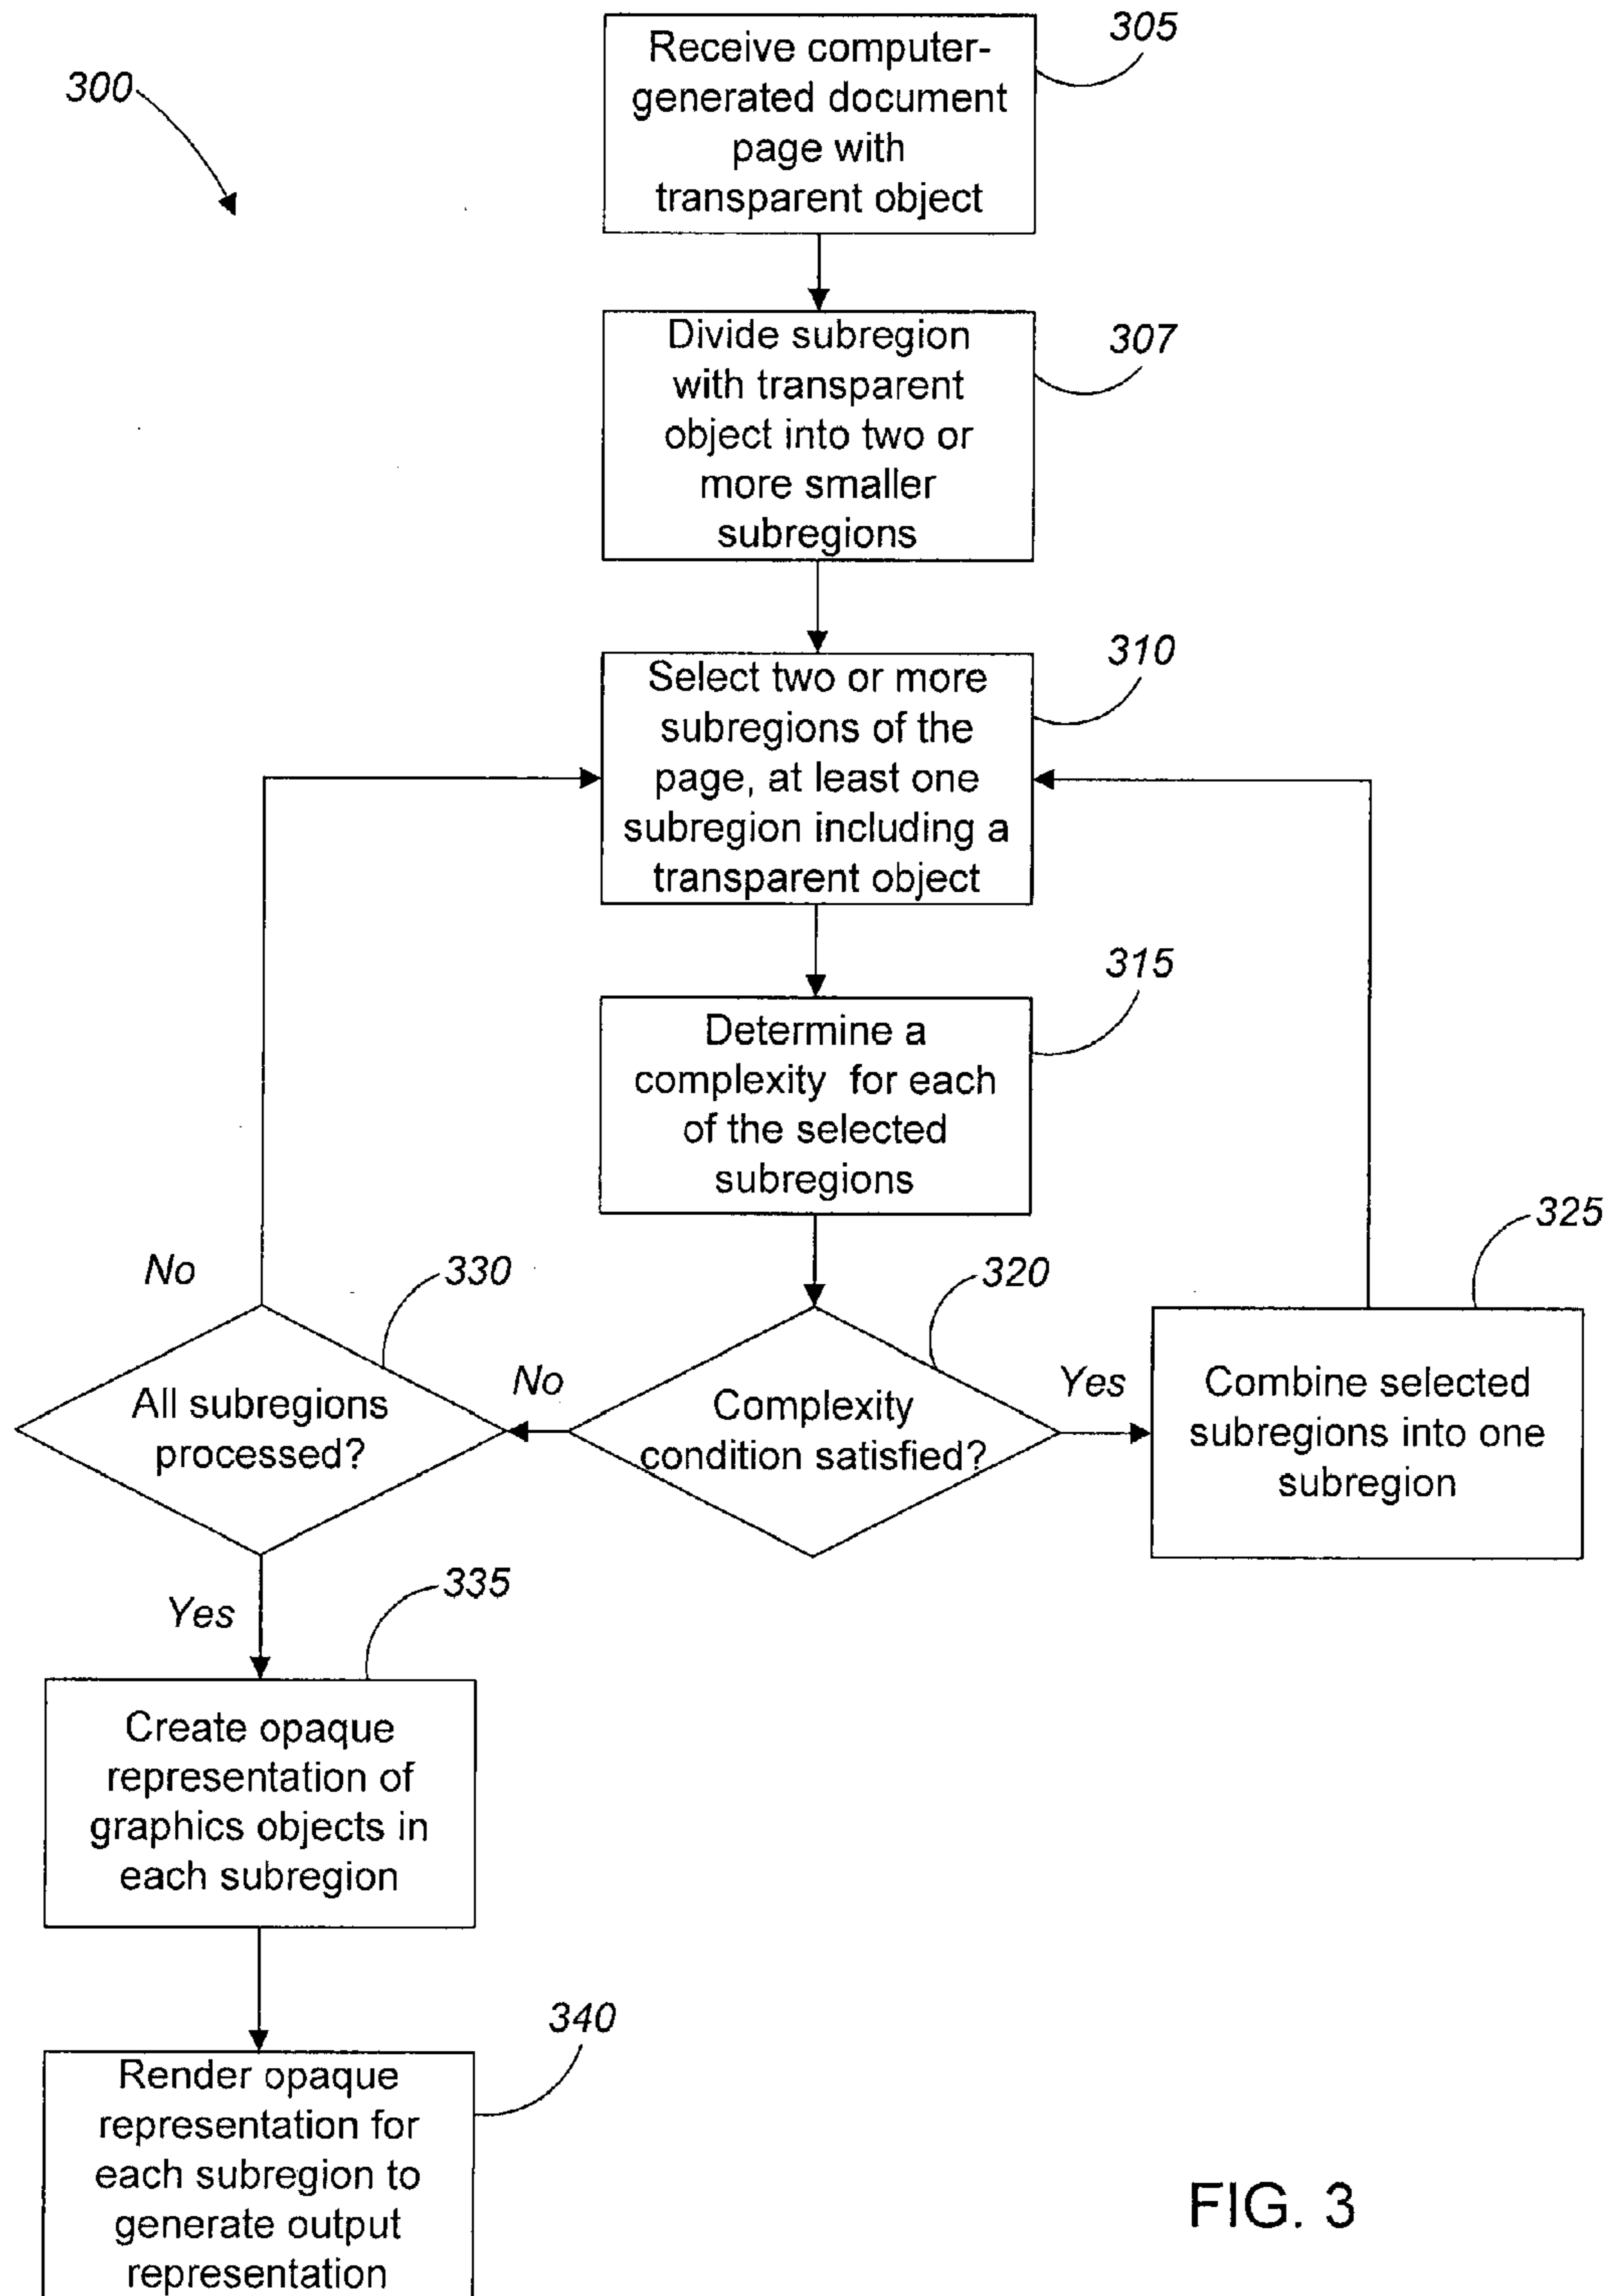 300
305
Receive computer-
generated document
page with
transparent object
307
Divide subregion
with transparent
object into two or
more smaller
subregions
310
Select two or more
subregions of the
page, at least one
subregion including a
transparent object
315
Determine a
complexity for each
of the selected
subregions
320
Complexity
condition satisfied?
Yes
325
Combine selected
subregions into one
subregion
No
330
All subregions
processed?
No
Yes
335
Create opaque
representation of
graphics objects in
each subregion
340
Render opaque
representation for
each subregion to
generate output
representation
FIG. 3